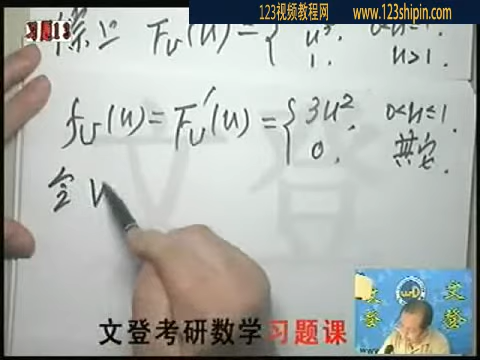 123视频教程网 www.123shipin.com
习题13
F_U(u) = { u³, 0<u≤1.
1. u>1.
f_U(u) = F_U'(u) = { 3u², 0<u≤1.
0. 其它.
令 V
文登
文登考研数学习题课
文 登